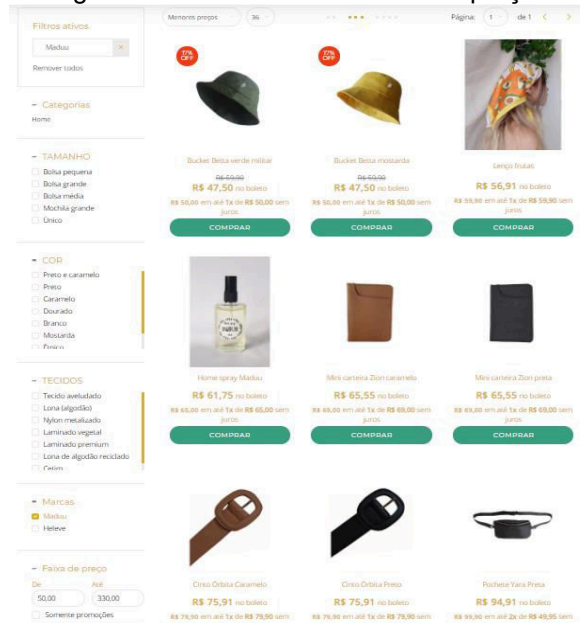 Filtros ativos
Maduu ×
Remover todos
− Categorias
Home
− TAMANHO
Bolsa pequena
Bolsa grande
Bolsa média
Mochila grande
Único
− COR
Preto e caramelo
Preto
Caramelo
Dourado
Branco
Mostarda
Único
− TECIDOS
Tecido aveludado
Lona (algodão)
Nylon metalizado
Laminado vegetal
Laminado premium
Lona de algodão reciclado
Cetim
− Marcas
Maduu
Heleve
− Faixa de preço
De Até
50,00 330,00
Somente promoções
Menores preços 36 Página: 1 de 1 < >
17% OFF
Bucket Betta verde militar
R$ 59,90
R$ 47,50 no boleto
R$ 50,00 em até 1x de R$ 50,00 sem
juros
COMPRAR
17% OFF
Bucket Betta mostarda
R$ 59,90
R$ 47,50 no boleto
R$ 50,00 em até 1x de R$ 50,00 sem
juros
COMPRAR
Lenço frutas
R$ 56,91 no boleto
R$ 59,90 em até 1x de R$ 59,90 sem
juros
COMPRAR
Home spray Maduu
R$ 61,75 no boleto
R$ 65,00 em até 1x de R$ 65,00 sem
juros
COMPRAR
Mini carteira Zion caramelo
R$ 65,55 no boleto
R$ 69,00 em até 1x de R$ 69,00 sem
juros
COMPRAR
Mini carteira Zion preta
R$ 65,55 no boleto
R$ 69,00 em até 1x de R$ 69,00 sem
juros
COMPRAR
Cinto Órbita Caramelo
R$ 75,91 no boleto
R$ 79,90 em até 1x de R$ 79,90 sem
Cinto Órbita Preto
R$ 75,91 no boleto
R$ 79,90 em até 1x de R$ 79,90 sem
Pochete Yara Preta
R$ 94,91 no boleto
R$ 99,90 em até 2x de R$ 49,95 sem